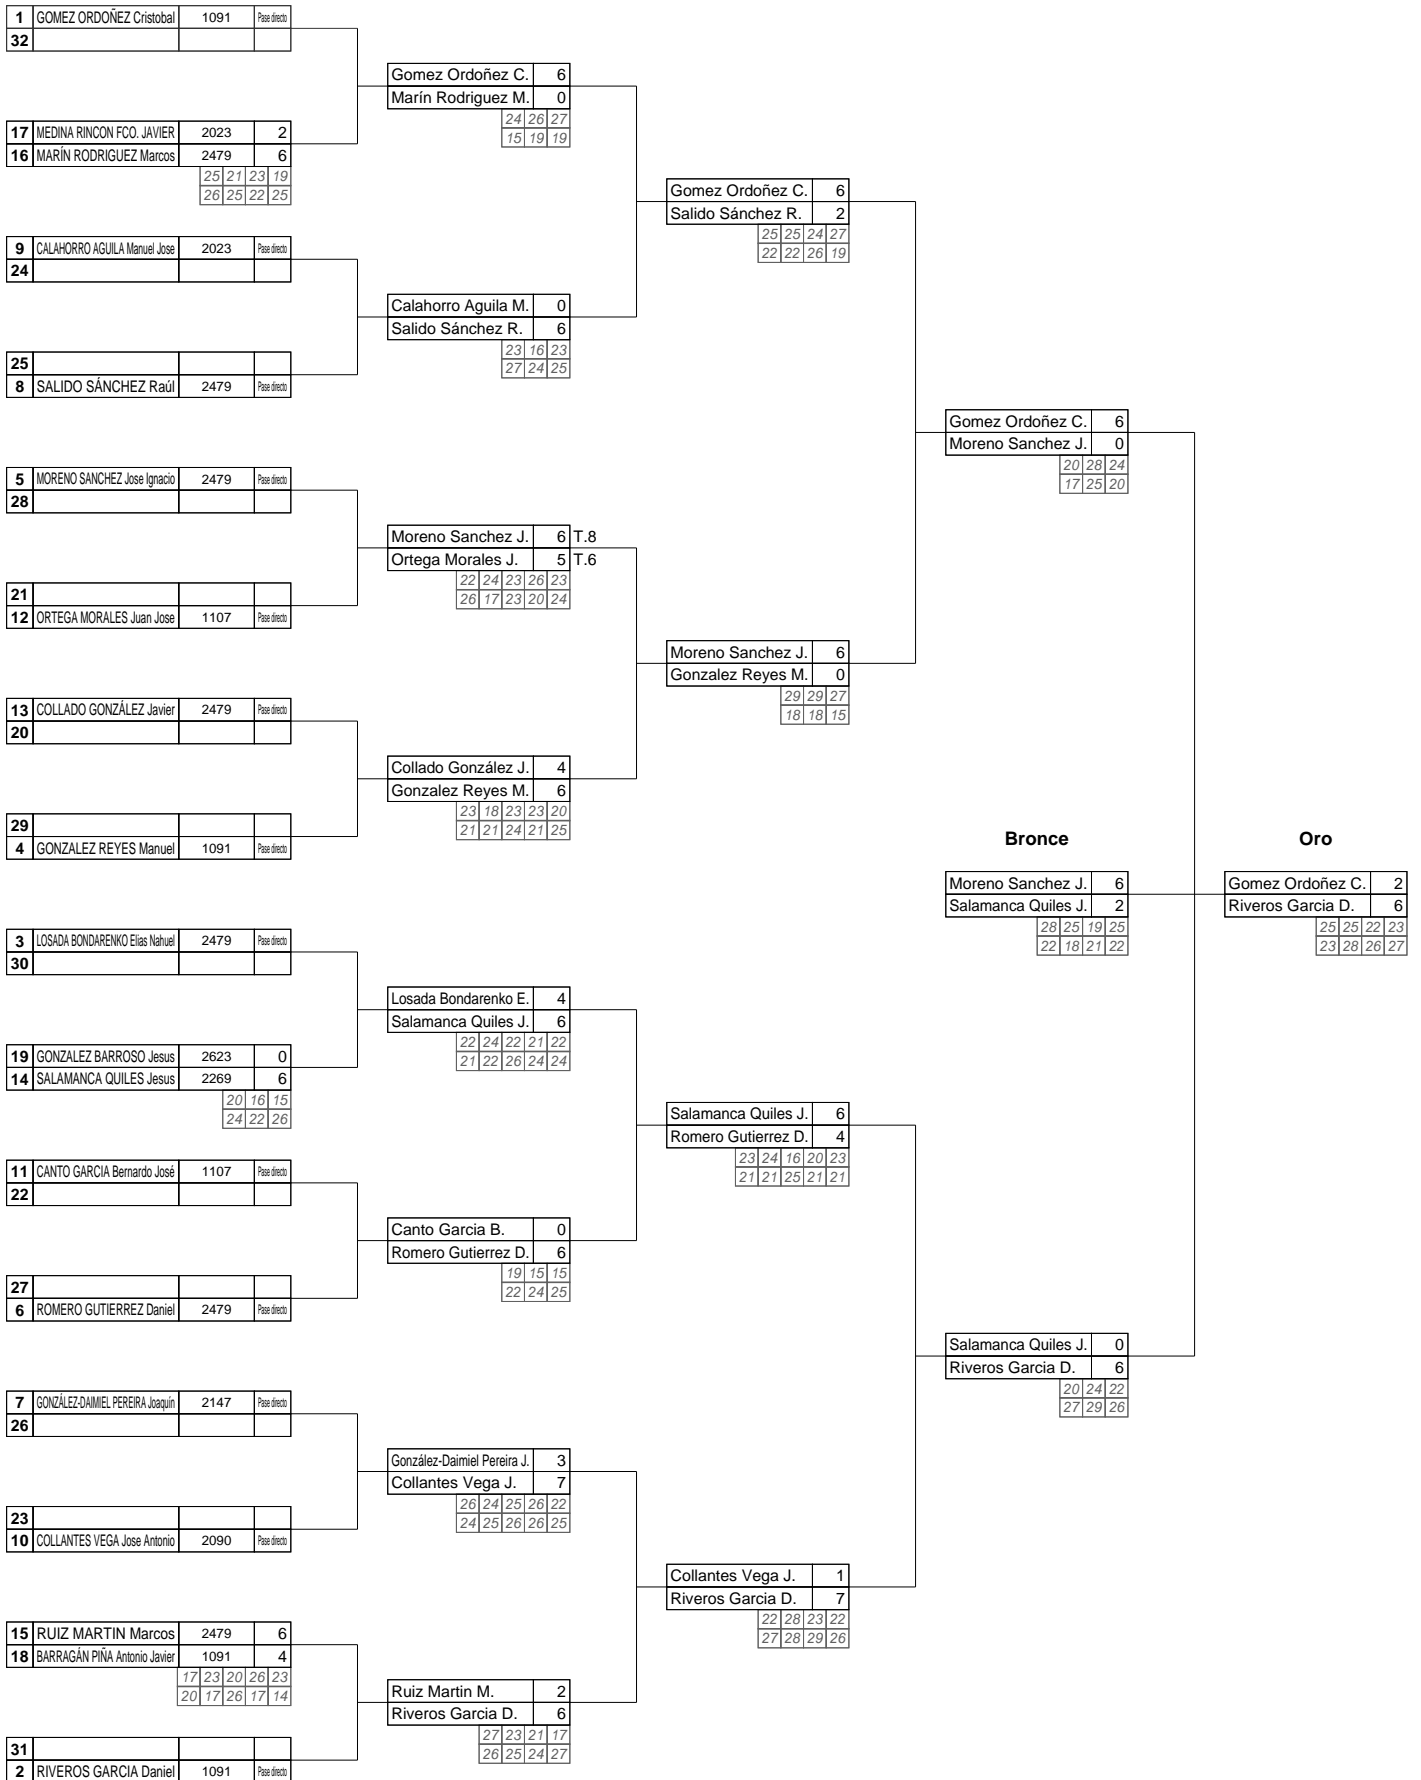 1 GOMEZ ORDOÑEZ Cristobal 1091 Pase directo
32
17 MEDINA RINCON FCO. JAVIER 2023 2
16 MARÍN RODRIGUEZ Marcos 2479 6
25 21 23 19
26 25 22 25
9 CALAHORRO AGUILA Manuel Jose 2023 Pase directo
24
25
8 SALIDO SÁNCHEZ Raúl 2479 Pase directo
5 MORENO SANCHEZ Jose Ignacio 2479 Pase directo
28
21
12 ORTEGA MORALES Juan Jose 1107 Pase directo
13 COLLADO GONZÁLEZ Javier 2479 Pase directo
20
29
4 GONZALEZ REYES Manuel 1091 Pase directo
3 LOSADA BONDARENKO Elias Nahuel 2479 Pase directo
30
19 GONZALEZ BARROSO Jesus 2623 0
14 SALAMANCA QUILES Jesus 2269 6
20 16 15
24 22 26
11 CANTO GARCIA Bernardo José 1107 Pase directo
22
27
6 ROMERO GUTIERREZ Daniel 2479 Pase directo
7 GONZÁLEZ-DAIMIEL PEREIRA Joaquín 2147 Pase directo
26
23
10 COLLANTES VEGA Jose Antonio 2090 Pase directo
15 RUIZ MARTIN Marcos 2479 6
18 BARRAGÁN PIÑA Antonio Javier 1091 4
17 23 20 26 23
20 17 26 17 14
31
2 RIVEROS GARCIA Daniel 1091 Pase directo
Gomez Ordoñez C. 6
Marín Rodriguez M. 0
24 26 27
15 19 19
Calahorro Aguila M. 0
Salido Sánchez R. 6
23 16 23
27 24 25
Moreno Sanchez J. 6 T.8
Ortega Morales J. 5 T.6
22 24 23 26 23
26 17 23 20 24
Collado González J. 4
Gonzalez Reyes M. 6
23 18 23 23 20
21 21 24 21 25
Losada Bondarenko E. 4
Salamanca Quiles J. 6
22 24 22 21 22
21 22 26 24 24
Canto Garcia B. 0
Romero Gutierrez D. 6
19 15 15
22 24 25
González-Daimiel Pereira J. 3
Collantes Vega J. 7
26 24 25 26 22
24 25 26 26 25
Ruiz Martin M. 2
Riveros Garcia D. 6
27 23 21 17
26 25 24 27
Gomez Ordoñez C. 6
Salido Sánchez R. 2
25 25 24 27
22 22 26 19
Moreno Sanchez J. 6
Gonzalez Reyes M. 0
29 29 27
18 18 15
Salamanca Quiles J. 6
Romero Gutierrez D. 4
23 24 16 20 23
21 21 25 21 21
Collantes Vega J. 1
Riveros Garcia D. 7
22 28 23 22
27 28 29 26
Gomez Ordoñez C. 6
Moreno Sanchez J. 0
20 28 24
17 25 20
Bronce
Moreno Sanchez J. 6
Salamanca Quiles J. 2
28 25 19 25
22 18 21 22
Salamanca Quiles J. 0
Riveros Garcia D. 6
20 24 22
27 29 26
Oro
Gomez Ordoñez C. 2
Riveros Garcia D. 6
25 25 22 23
23 28 26 27